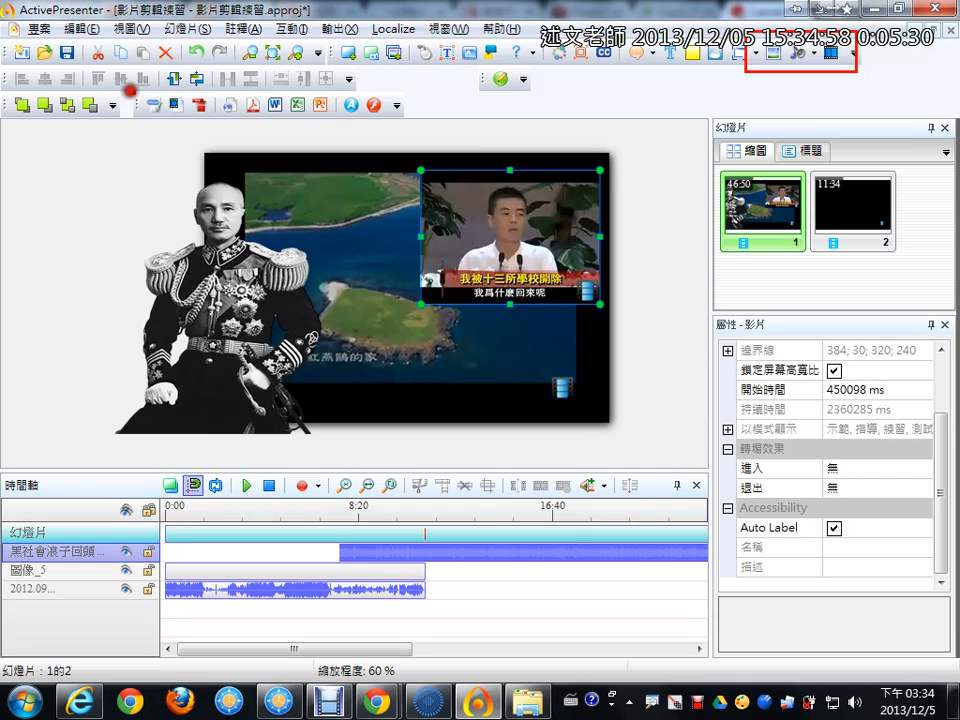 ActivePresenter - [影片剪輯練習 - 影片剪輯練習.approj*]
專案 編輯(E) 視圖(V) 幻燈片(S) 註釋(A) 互動(I) 輸出(X) Localize 視窗(W) 幫助(H)
述文老師 2013/12/05 15:34:58 0:05:30
CC
幻燈片
縮圖 標題
46:50
1
11:34
2
我被十三所學校開除
我爲什麼回來呢
紅燕鷗的家
屬性 - 影片
邊界線 384; 30; 320; 240
鎖定屏幕高寬比
開始時間 450098 ms
持續時間 2360285 ms
以模式顯示 示範, 指導, 練習, 測試
轉場效果
進入 無
退出 無
Accessibility
Auto Label
名稱
描述
時間軸
0:00 8:20 16:40
幻燈片
黑社會浪子回頭...
圖像_5
2012.09...
幻燈片：1的2
縮放程度: 60 %
下午 03:34
2013/12/5